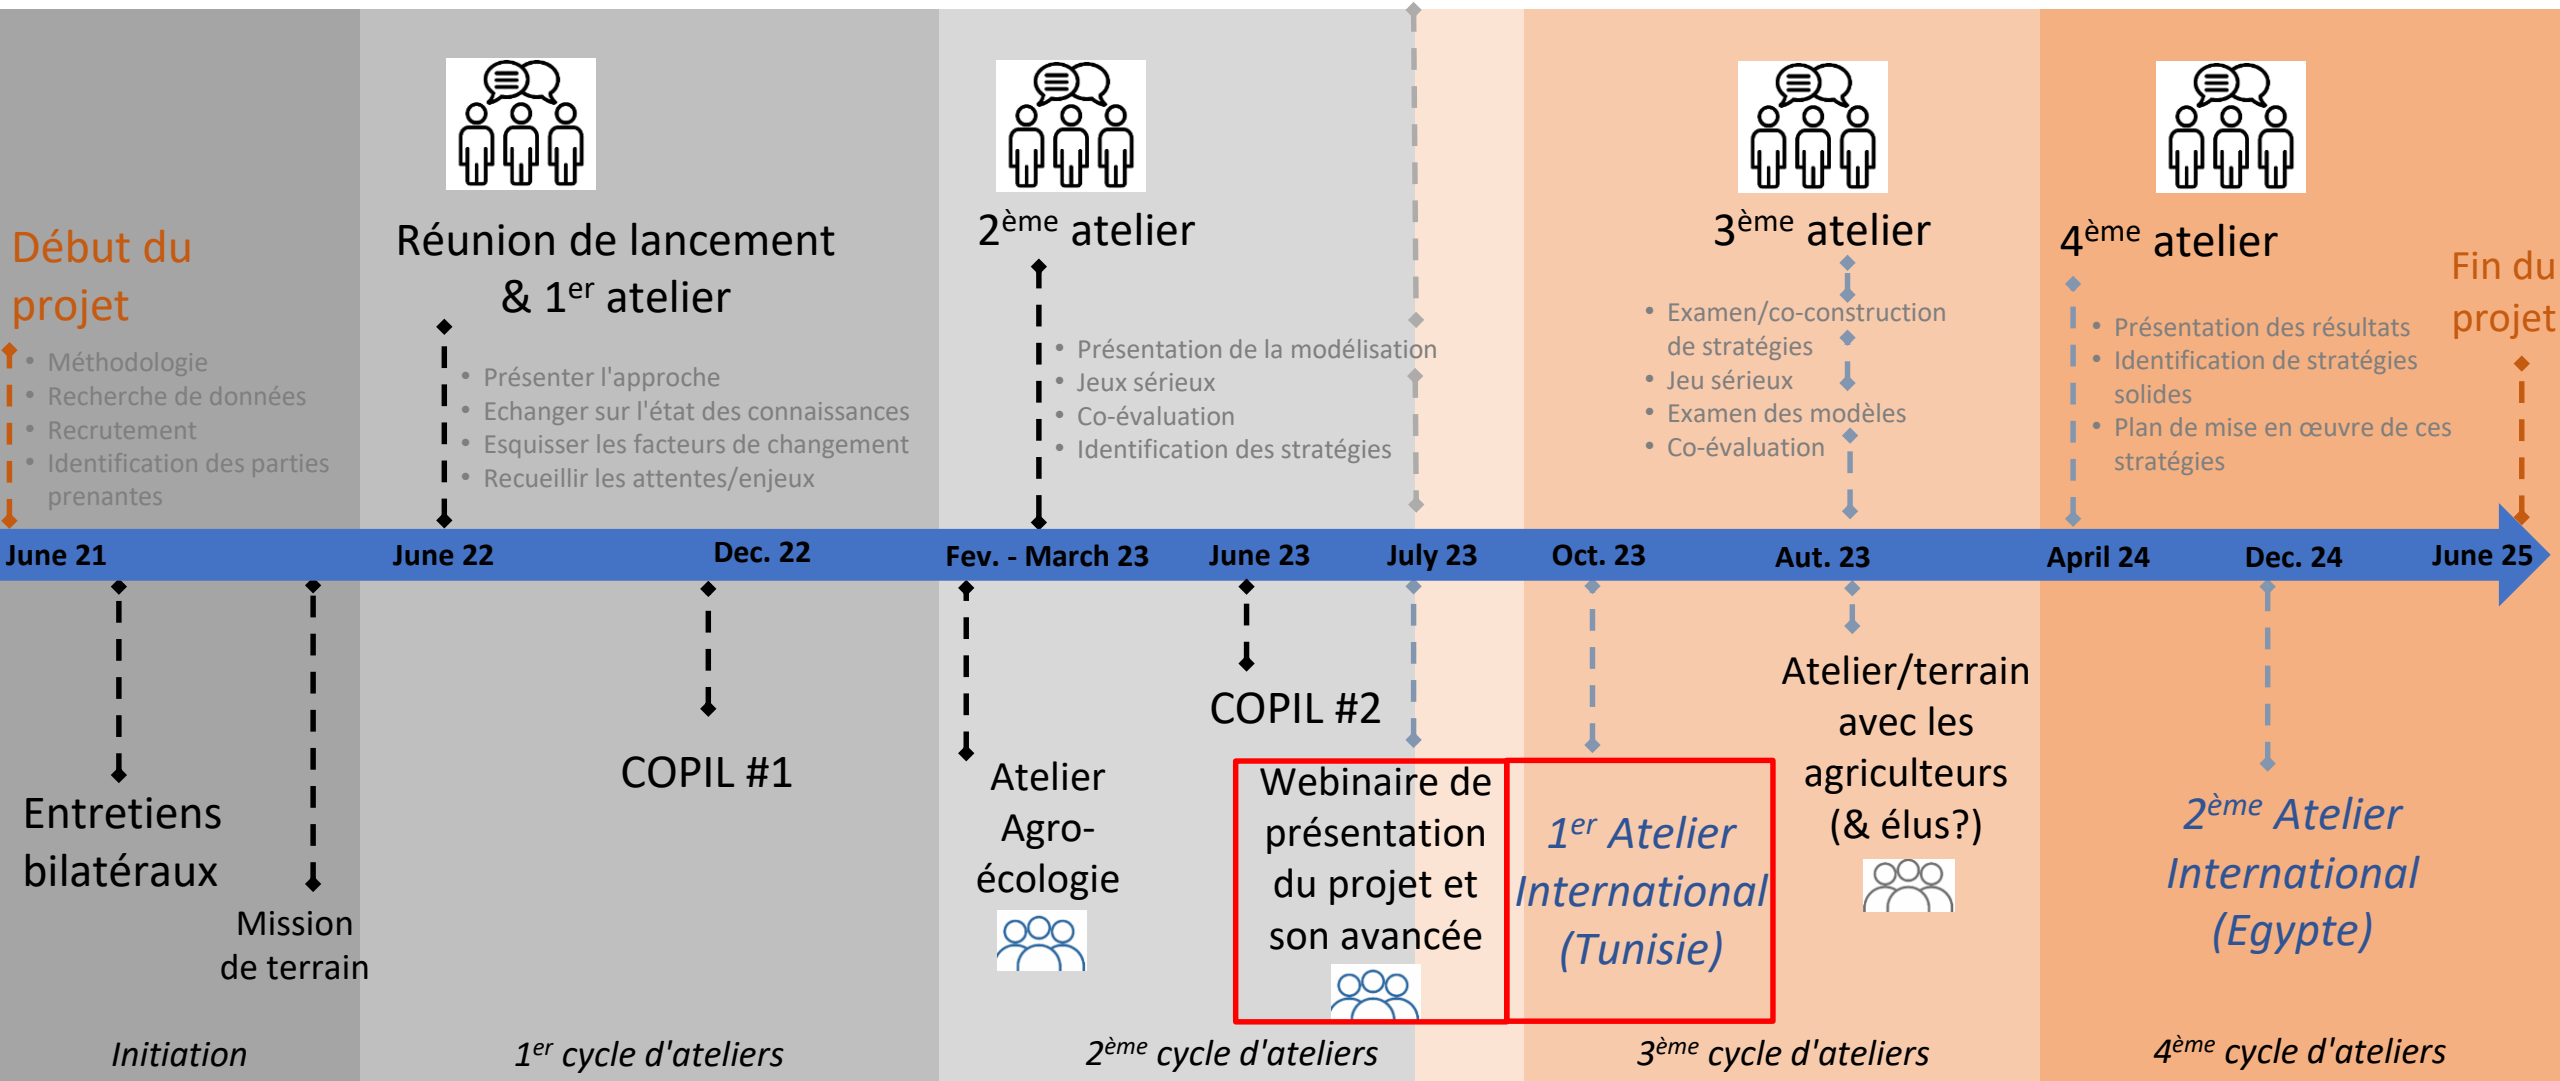 Début du
projet
• Méthodologie
• Recherche de données
• Recrutement
• Identification des parties
prenantes
Réunion de lancement
& 1er atelier
• Présenter l'approche
• Echanger sur l'état des connaissances
• Esquisser les facteurs de changement
• Recueillir les attentes/enjeux
2ème atelier
• Présentation de la modélisation
• Jeux sérieux
• Co-évaluation
• Identification des stratégies
3ème atelier
• Examen/co-construction
de stratégies
• Jeu sérieux
• Examen des modèles
• Co-évaluation
4ème atelier
• Présentation des résultats
• Identification de stratégies
solides
• Plan de mise en œuvre de ces
stratégies
Fin du
projet
June 21
June 22
Dec. 22
Fev. - March 23
June 23
July 23
Oct. 23
Aut. 23
April 24
Dec. 24
June 25
Entretiens
bilatéraux
Mission
de terrain
COPIL #1
Atelier
Agro-
écologie
COPIL #2
Webinaire de
présentation
du projet et
son avancée
1er Atelier
International
(Tunisie)
Atelier/terrain
avec les
agriculteurs
(& élus?)
2ème Atelier
International
(Egypte)
Initiation
1er cycle d'ateliers
2ème cycle d'ateliers
3ème cycle d'ateliers
4ème cycle d'ateliers